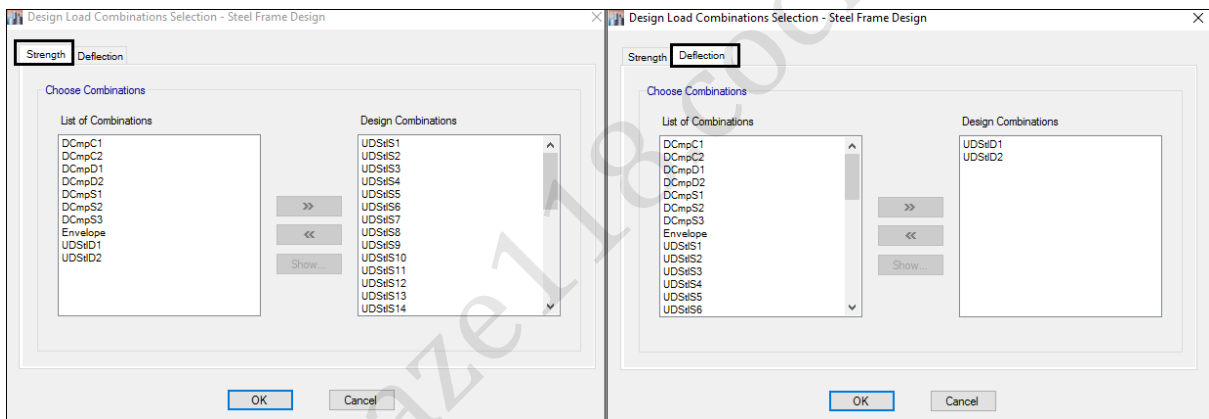 Design Load Combinations Selection - Steel Frame Design
Strength Deflection
Choose Combinations
List of Combinations
DCmpC1
DCmpC2
DCmpD1
DCmpD2
DCmpS1
DCmpS2
DCmpS3
Envelope
UDStlD1
UDStlD2
>>
<<
Show...
Design Combinations
UDStlS1
UDStlS2
UDStlS3
UDStlS4
UDStlS5
UDStlS6
UDStlS7
UDStlS8
UDStlS9
UDStlS10
UDStlS11
UDStlS12
UDStlS13
UDStlS14
OK Cancel
Design Load Combinations Selection - Steel Frame Design
Strength Deflection
Choose Combinations
List of Combinations
DCmpC1
DCmpC2
DCmpD1
DCmpD2
DCmpS1
DCmpS2
DCmpS3
Envelope
UDStlS1
UDStlS2
UDStlS3
UDStlS4
UDStlS5
UDStlS6
>>
<<
Show...
Design Combinations
UDStlD1
UDStlD2
OK Cancel